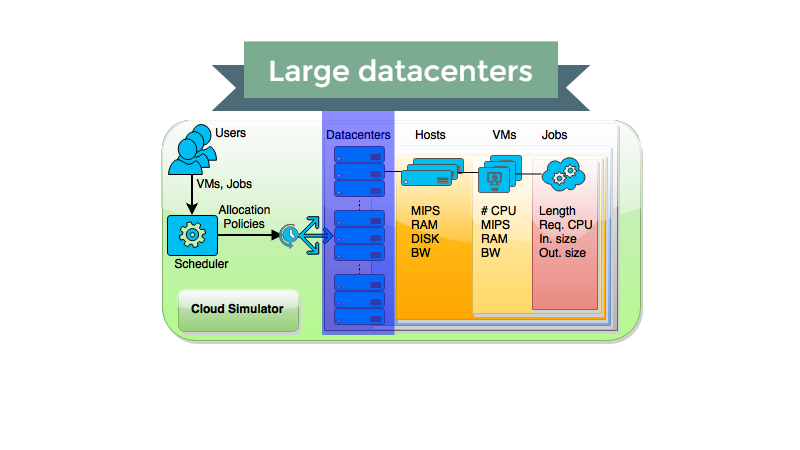 Large datacenters
Users
Datacenters
Hosts
VMs
Jobs
VMs, Jobs
Allocation
Policies
Scheduler
MIPS
RAM
DISK
BW
# CPU
MIPS
RAM
BW
Length
Req. CPU
In. size
Out. size
Cloud Simulator